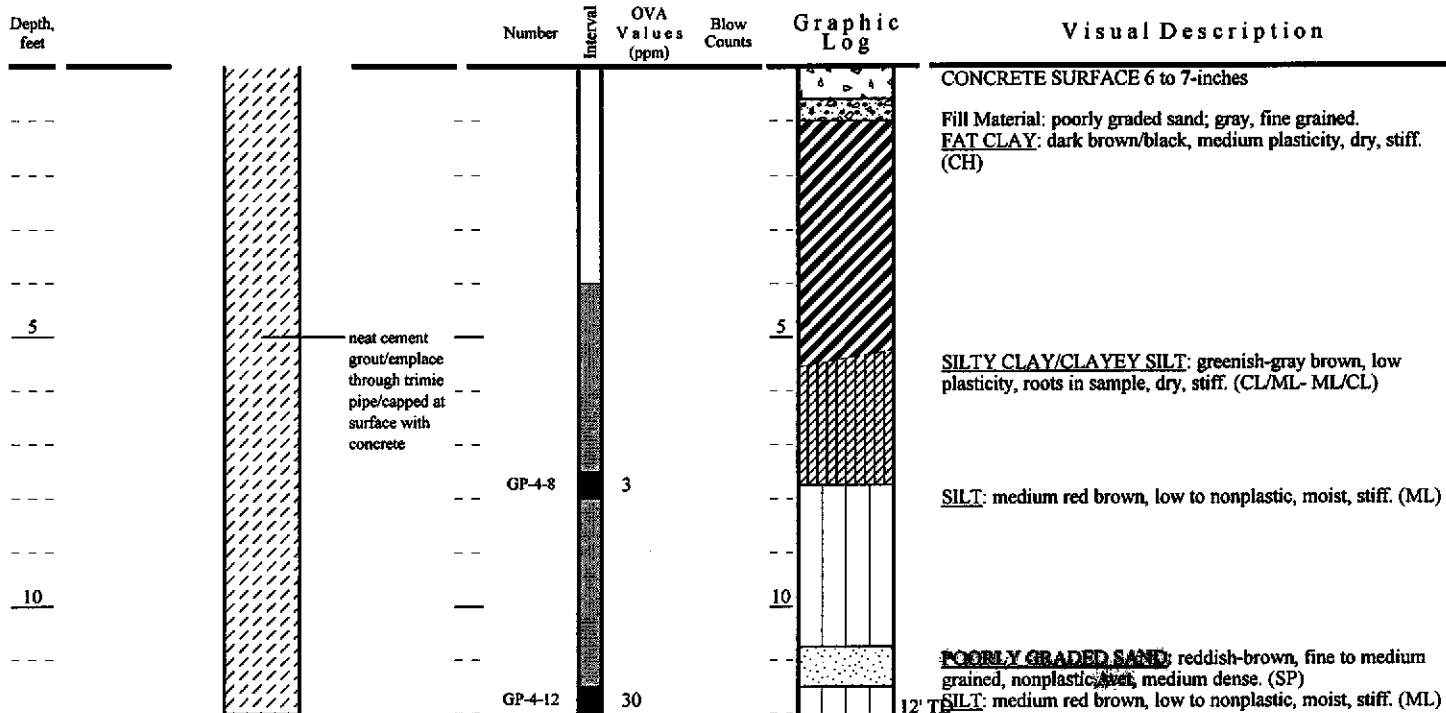 Depth, feet
Number
Interval
OVA Values (ppm)
Blow Counts
Graphic Log
Visual Description
CONCRETE SURFACE 6 to 7-inches
Fill Material: poorly graded sand; gray, fine grained.
FAT CLAY: dark brown/black, medium plasticity, dry, stiff.
(CH)
5
neat cement
grout/emplace
through trimie
pipe/capped at
surface with
concrete
5
SILTY CLAY/CLAYEY SILT: greenish-gray brown, low
plasticity, roots in sample, dry, stiff. (CL/ML- ML/CL)
GP-4-8
3
SILT: medium red brown, low to nonplastic, moist, stiff. (ML)
10
10
POORLY GRADED SAND: reddish-brown, fine to medium
grained, nonplastic, wet, medium dense. (SP)
GP-4-12
30
12' TD
SILT: medium red brown, low to nonplastic, moist, stiff. (ML)